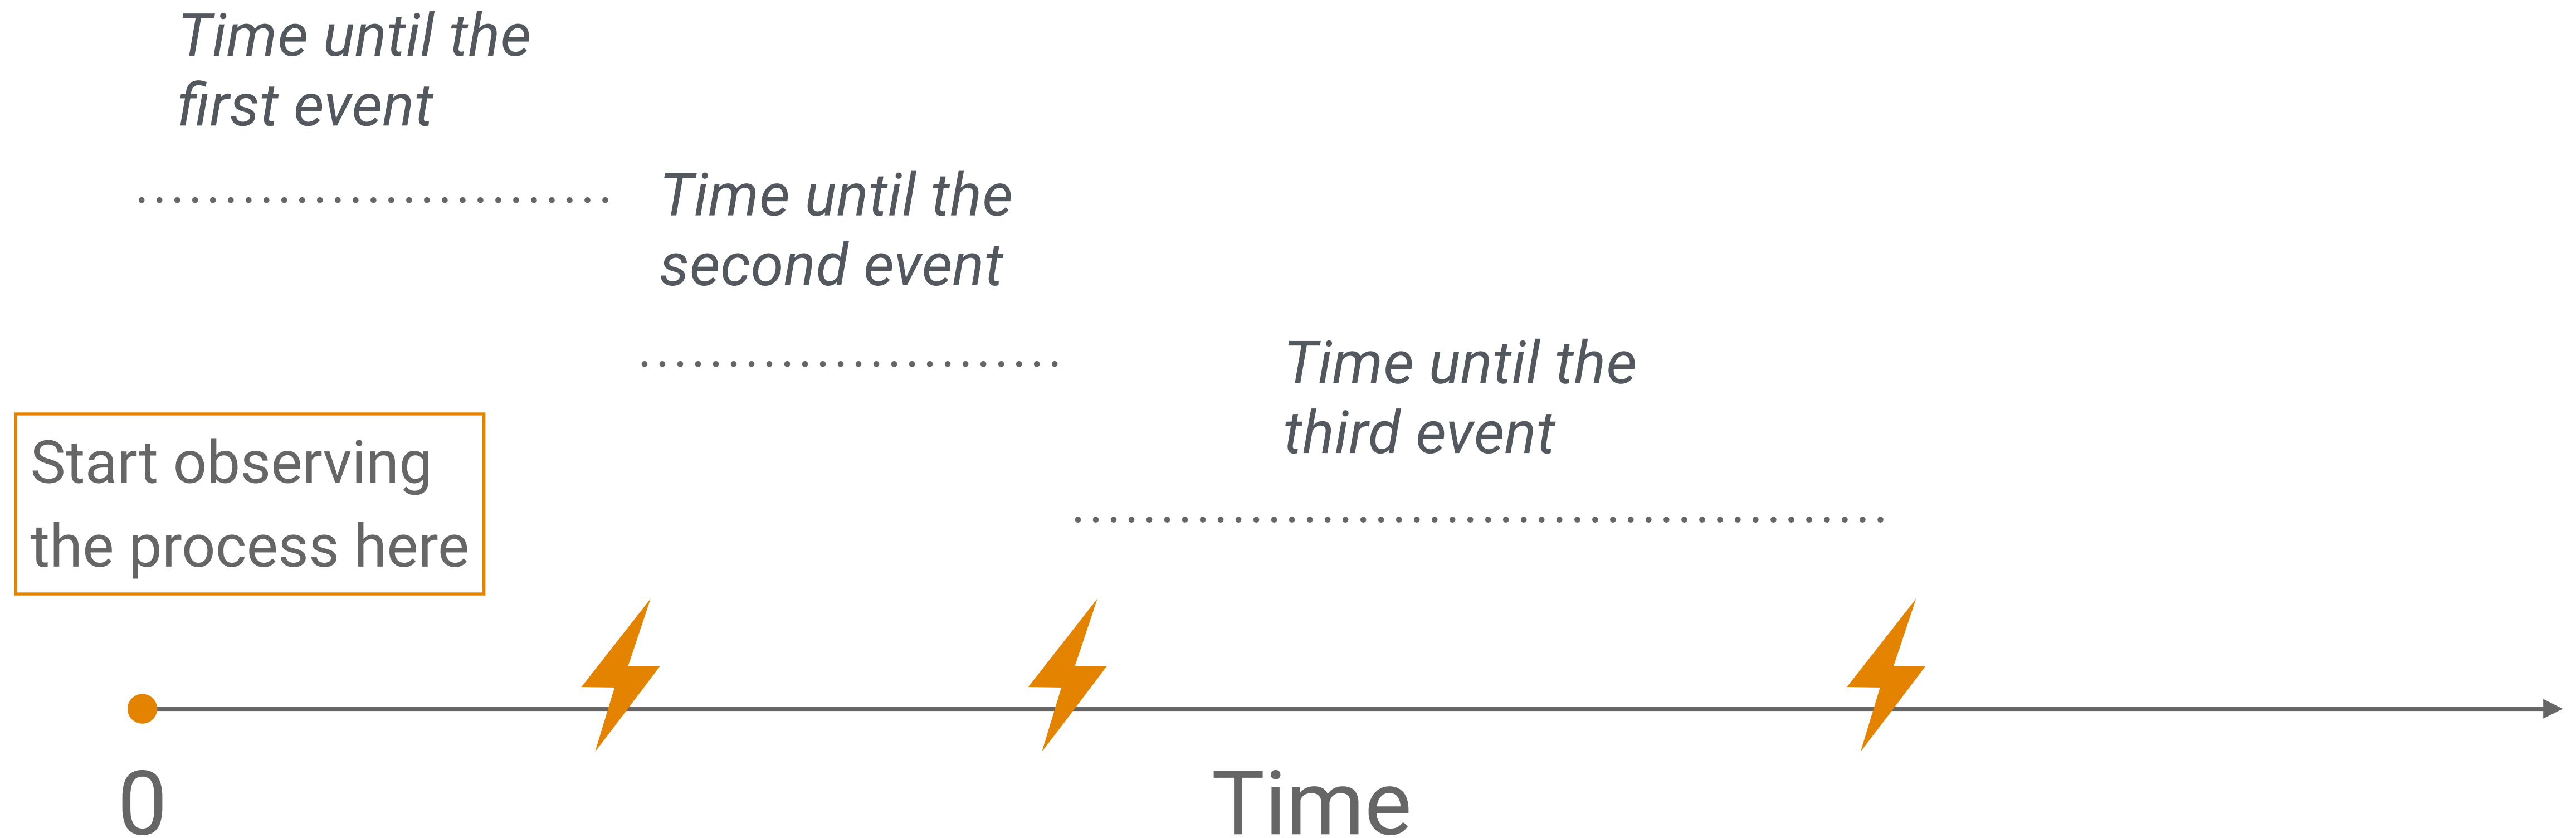 Time until the
first event
Time until the
second event
Time until the
third event
Start observing
the process here
0
Time